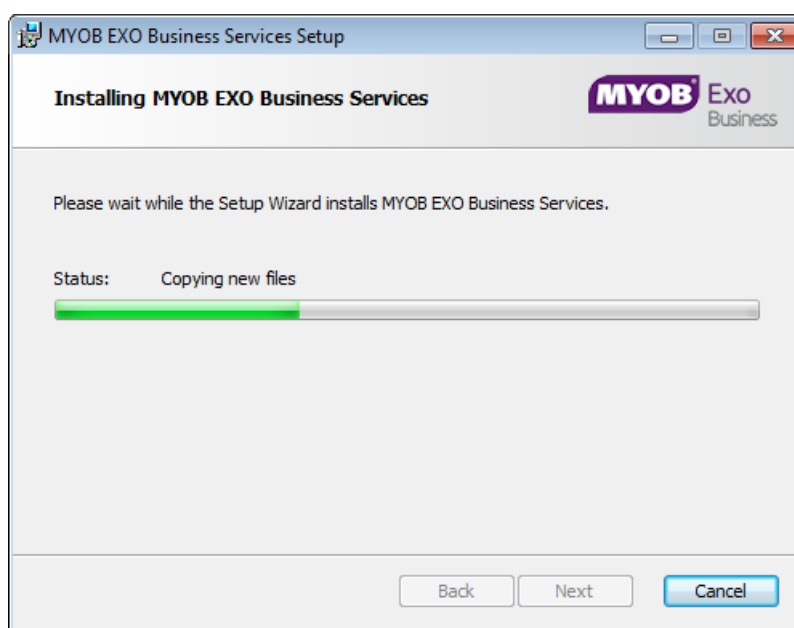 MYOB EXO Business Services Setup
Installing MYOB EXO Business Services
MYOB Exo
Business
Please wait while the Setup Wizard installs MYOB EXO Business Services.
Status: Copying new files
Back Next Cancel